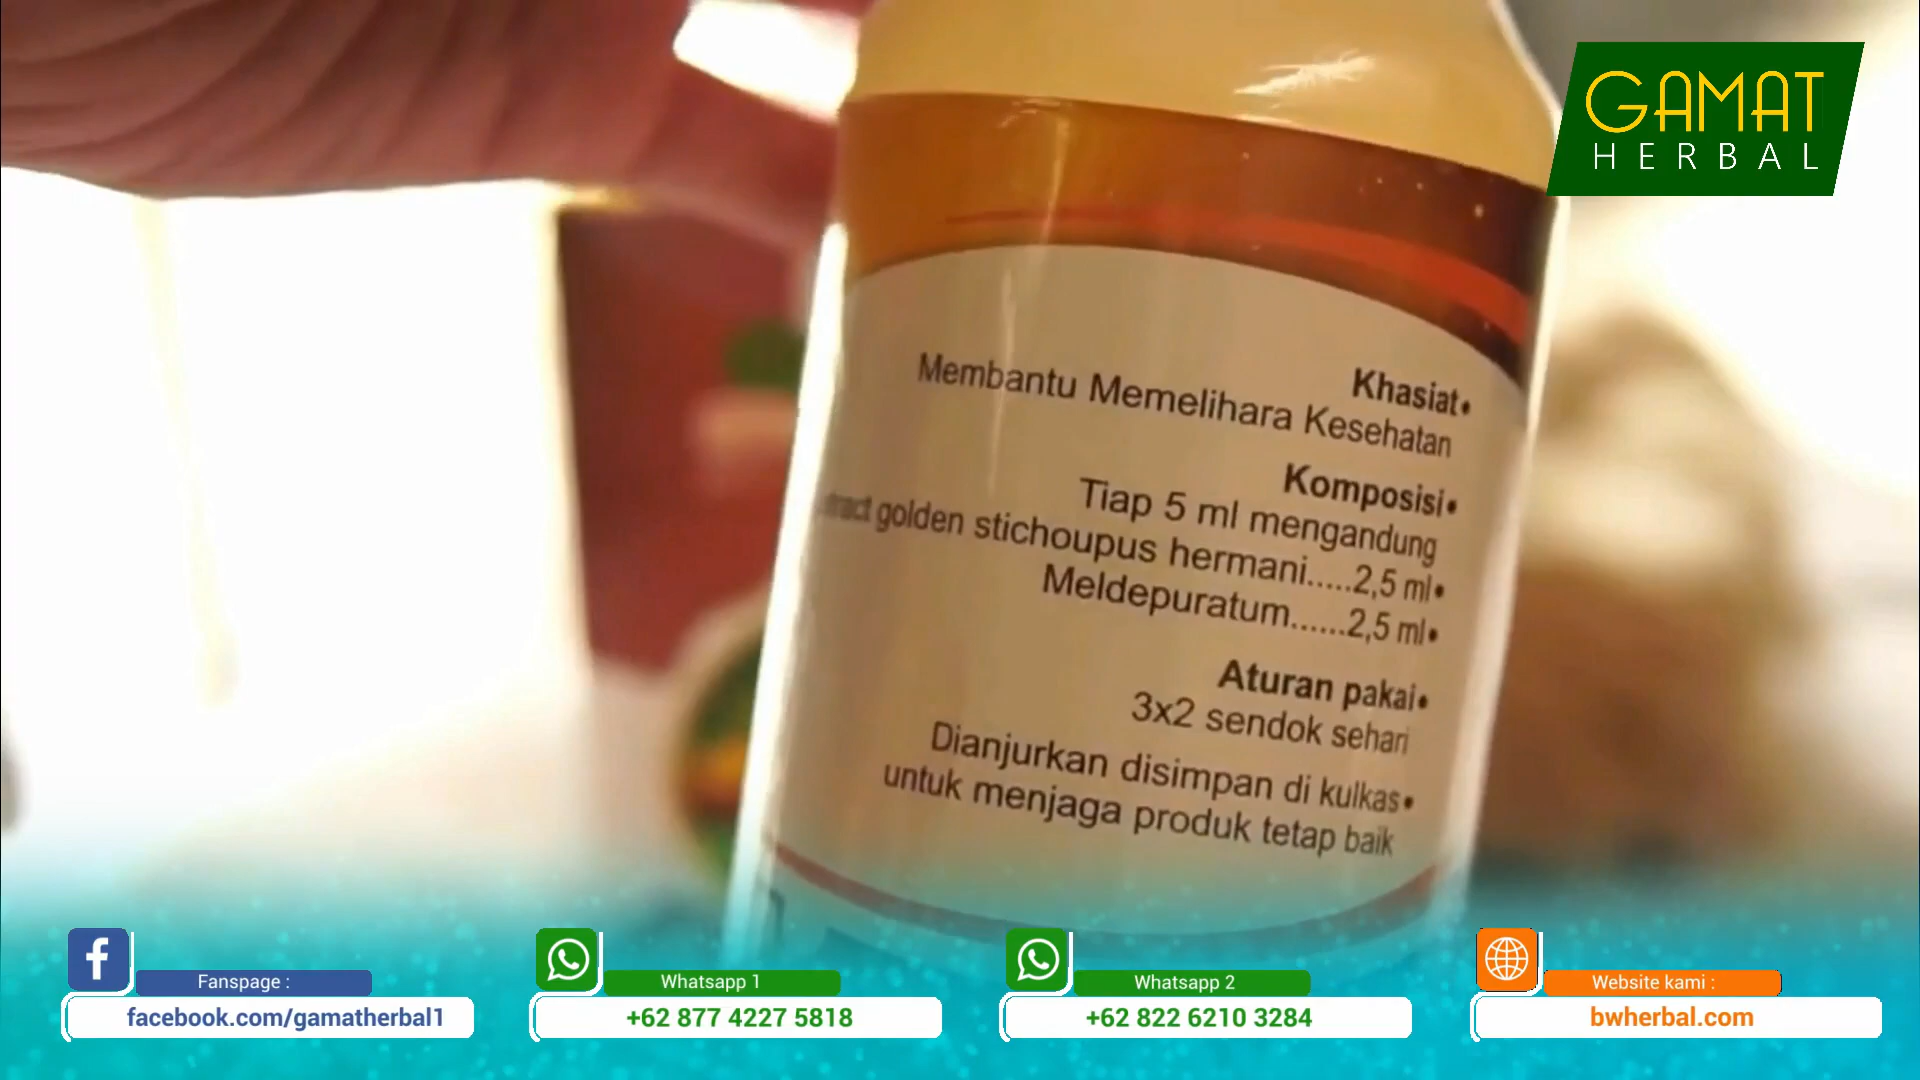 GAMAT
HERBAL
Khasiat•
Membantu Memelihara Kesehatan
Komposisi•
Tiap 5 ml mengandung
golden stichoupus hermani.....2,5 ml•
Meldepuratum......2,5 ml•
Aturan pakai•
3x2 sendok sehari
Dianjurkan disimpan di kulkas•
untuk menjaga produk tetap baik
Fanspage :
facebook.com/gamatherbal1
Whatsapp 1
+62 877 4227 5818
Whatsapp 2
+62 822 6210 3284
Website kami :
bwherbal.com